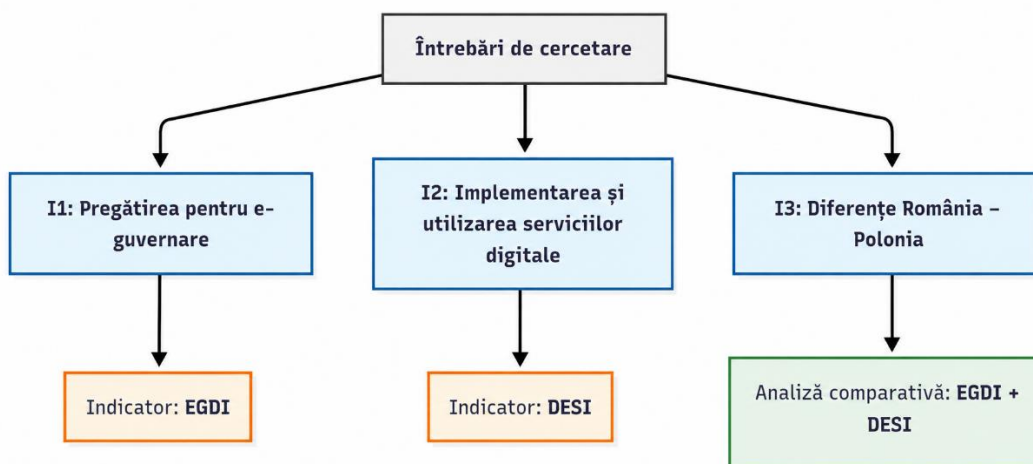 Întrebări de cercetare
I1: Pregătirea pentru e-
guvernare
I2: Implementarea și
utilizarea serviciilor
digitale
I3: Diferențe România –
Polonia
Indicator: EGDI
Indicator: DESI
Analiză comparativă: EGDI +
DESI